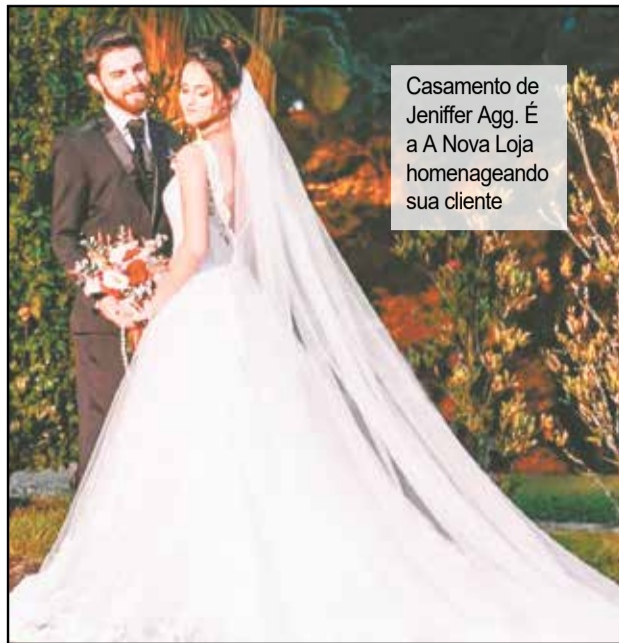 Casamento de
Jeniffer Agg. É
a A Nova Loja
homenageando
sua cliente